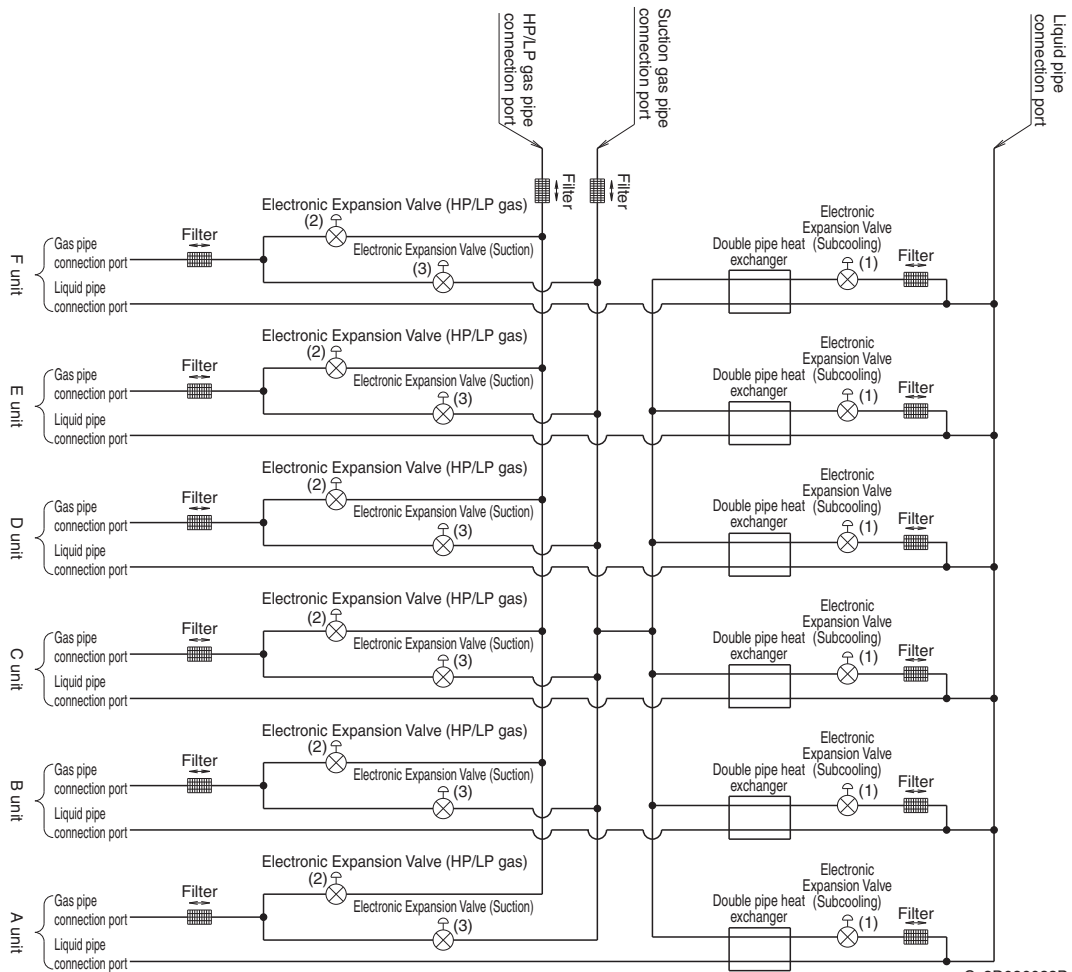 HP/LP gas pipe
connection port
Suction gas pipe
connection port
Liquid pipe
connection port
Filter
Filter
F unit
Gas pipe
connection port
Liquid pipe
connection port
Filter
Electronic Expansion Valve (HP/LP gas)
(2)
Electronic Expansion Valve (Suction)
(3)
Double pipe heat
exchanger
Electronic
Expansion Valve
(Subcooling)
(1)
Filter
E unit
Gas pipe
connection port
Liquid pipe
connection port
Filter
Electronic Expansion Valve (HP/LP gas)
(2)
Electronic Expansion Valve (Suction)
(3)
Double pipe heat
exchanger
Electronic
Expansion Valve
(Subcooling)
(1)
Filter
D unit
Gas pipe
connection port
Liquid pipe
connection port
Filter
Electronic Expansion Valve (HP/LP gas)
(2)
Electronic Expansion Valve (Suction)
(3)
Double pipe heat
exchanger
Electronic
Expansion Valve
(Subcooling)
(1)
Filter
C unit
Gas pipe
connection port
Liquid pipe
connection port
Filter
Electronic Expansion Valve (HP/LP gas)
(2)
Electronic Expansion Valve (Suction)
(3)
Double pipe heat
exchanger
Electronic
Expansion Valve
(Subcooling)
(1)
Filter
B unit
Gas pipe
connection port
Liquid pipe
connection port
Filter
Electronic Expansion Valve (HP/LP gas)
(2)
Electronic Expansion Valve (Suction)
(3)
Double pipe heat
exchanger
Electronic
Expansion Valve
(Subcooling)
(1)
Filter
A unit
Gas pipe
connection port
Liquid pipe
connection port
Filter
Electronic Expansion Valve (HP/LP gas)
(2)
Electronic Expansion Valve (Suction)
(3)
Double pipe heat
exchanger
Electronic
Expansion Valve
(Subcooling)
(1)
Filter